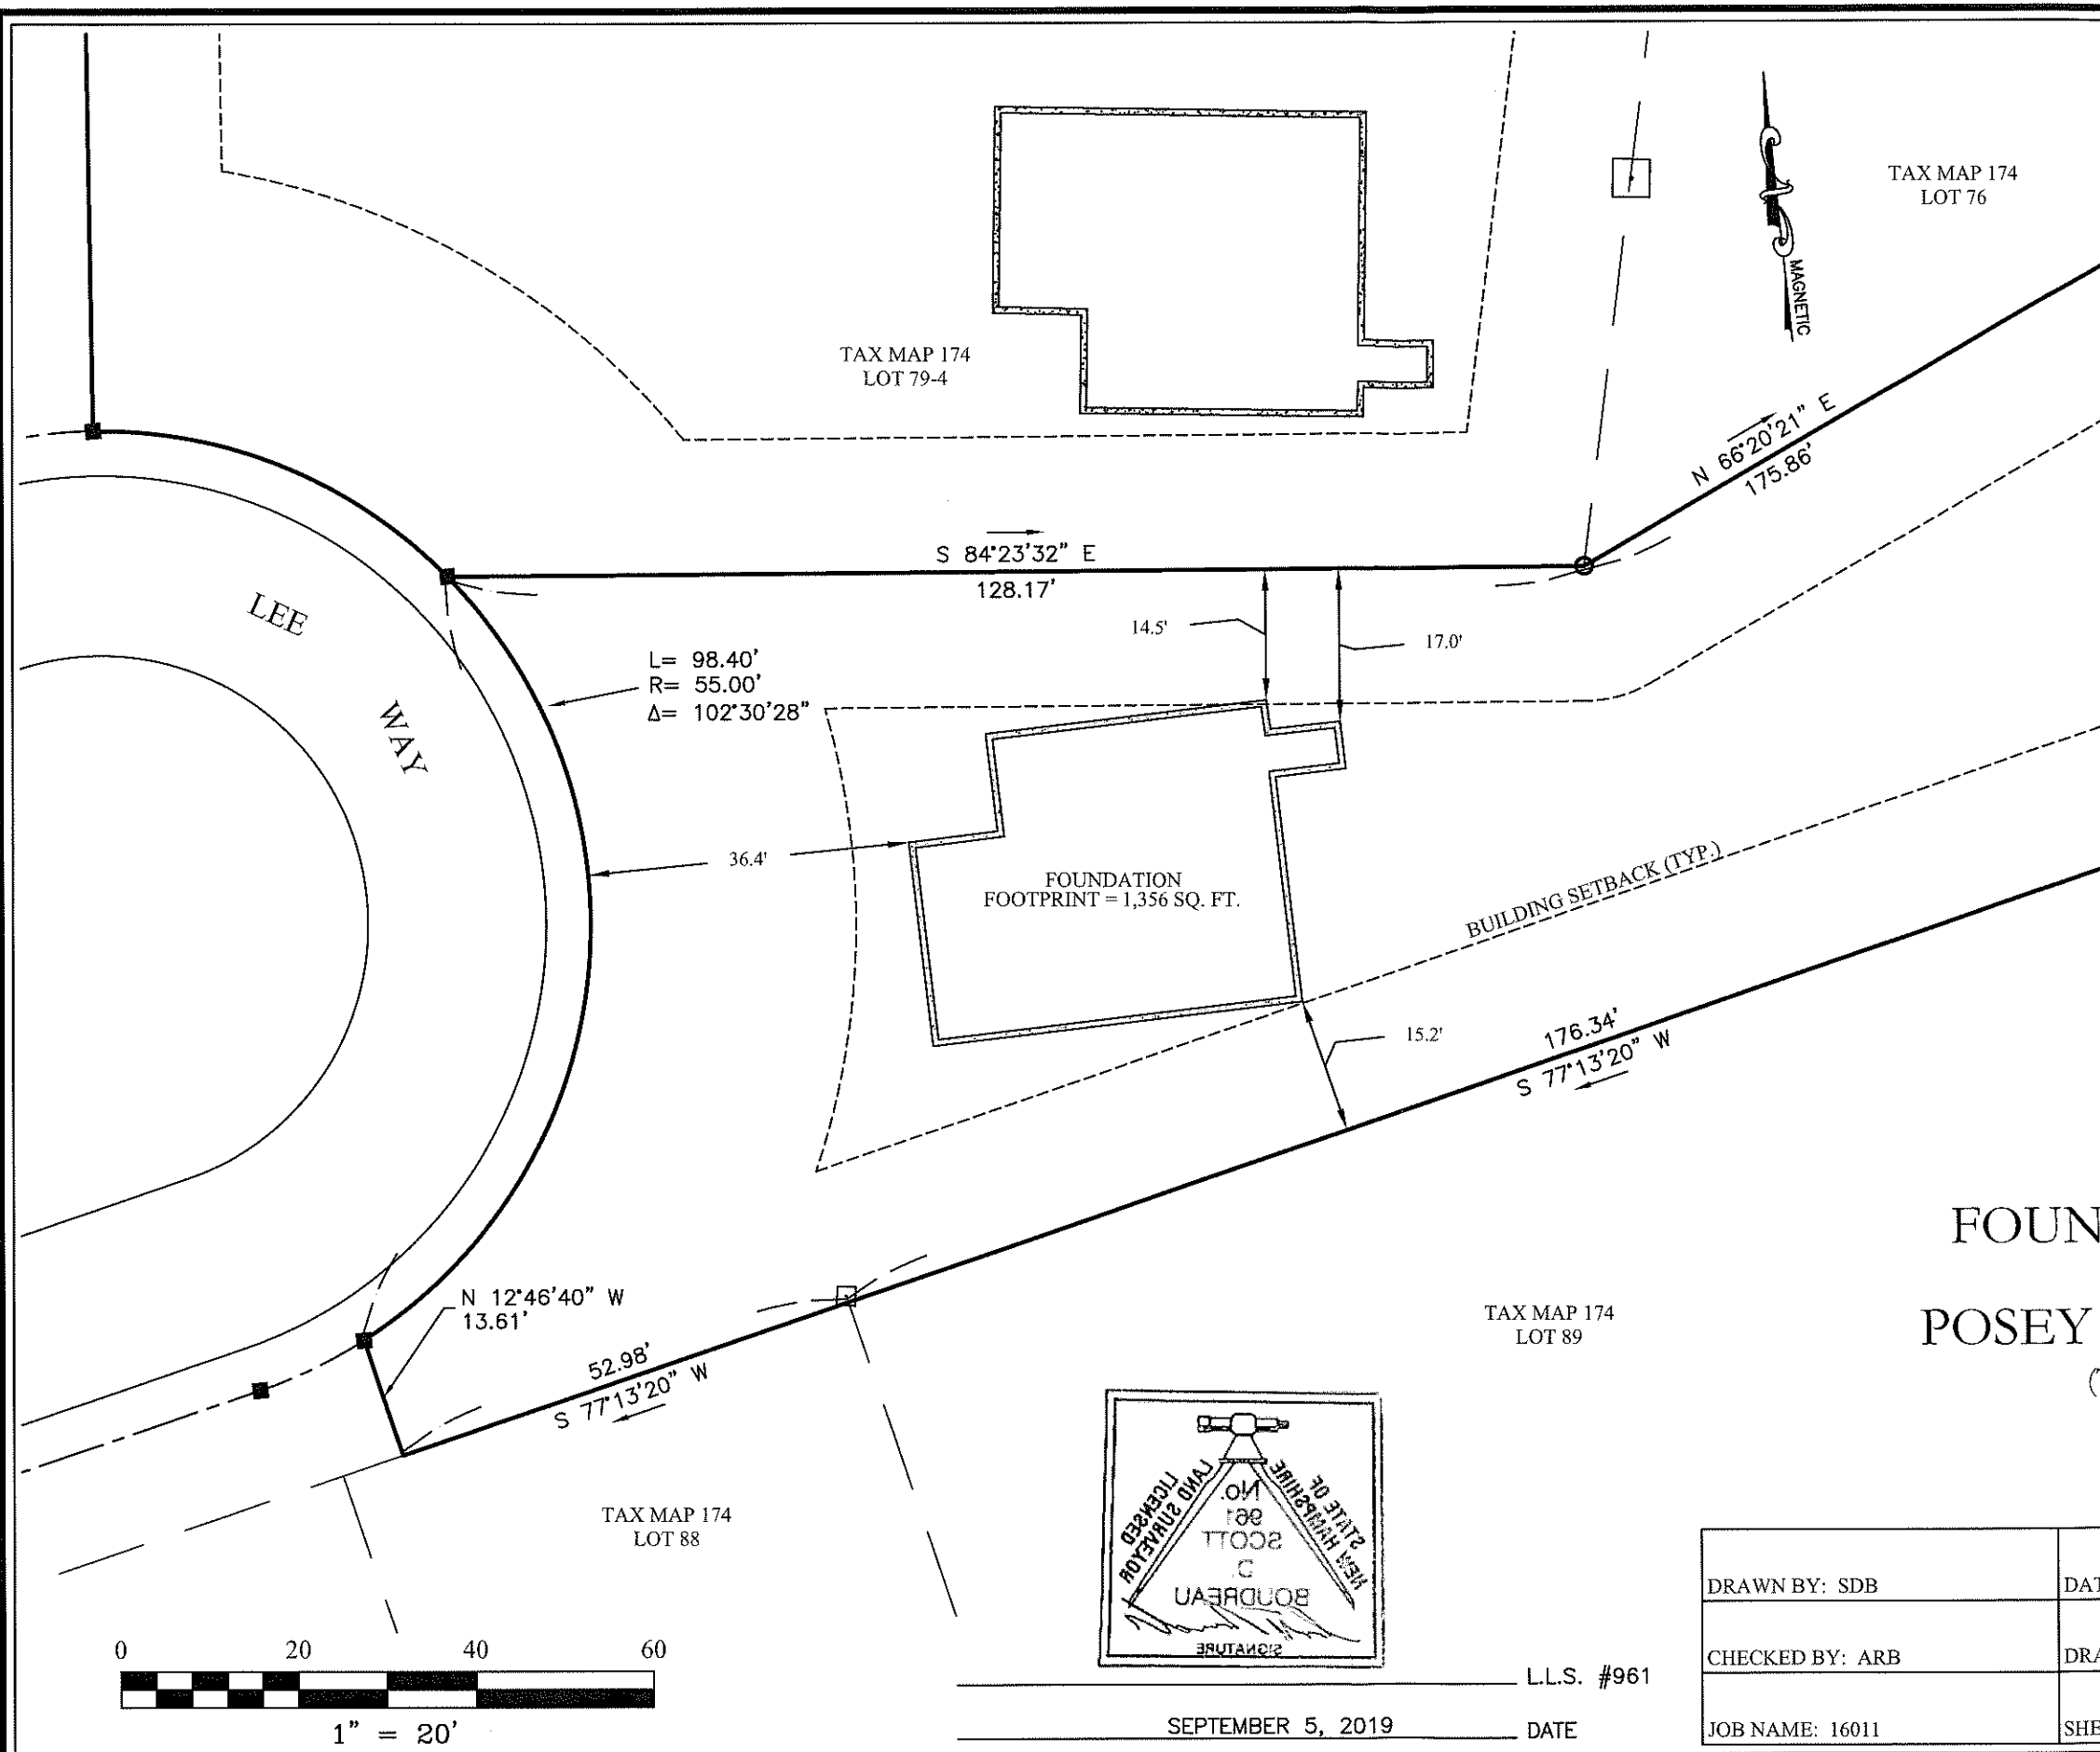 TAX MAP 174
LOT 76
MAGNETIC
TAX MAP 174
LOT 79-4
N 66°20'21" E
175.86'
S 84°23'32" E
128.17'
14.5'
17.0'
LEE
WAY
L= 98.40'
R= 55.00'
Δ= 102°30'28"
36.4'
FOUNDATION
FOOTPRINT = 1,356 SQ. FT.
BUILDING SETBACK (TYP.)
15.2'
176.34'
S 77°13'20" W
N 12°46'40" W
13.61'
52.98'
S 77°13'20" W
TAX MAP 174
LOT 89
FOUN
POSEY
(
TAX MAP 174
LOT 88
STATE OF
NEW HAMPSHIRE
LICENSED
LAND SURVEYOR
No.
961
SCOTT
D.
BOUDREAU
SIGNATURE
L.L.S. #961
SEPTEMBER 5, 2019 DATE
0 20 40 60
1" = 20'
DRAWN BY: SDB
DAT
CHECKED BY: ARB
DRA
JOB NAME: 16011
SHE